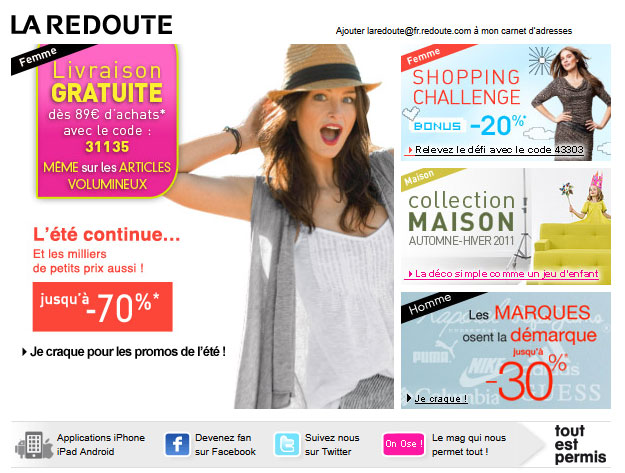 LA REDOUTE
Ajouter laredoute@fr.redoute.com à mon carnet d'adresses
Femme
Livraison
GRATUITE
dès 89€ d'achats*
avec le code :
31135
MÊME sur les ARTICLES
VOLUMINEUX
L'été continue...
Et les milliers
de petits prix aussi !
jusqu'à -70%*
Je craque pour les promos de l'été !
Femme
SHOPPING
CHALLENGE
BONUS -20%*
Relevez le défi avec le code 43303
Maison
collection
MAISON
AUTOMNE-HIVER 2011
La déco simple comme un jeu d'enfant
Homme
Les MARQUES
osent la démarque
jusqu'à
-30%*
PUMA
NIKE
adidas
Columbia
GUESS
Je craque !
Applications iPhone
iPad Android
Devenez fan
sur Facebook
Suivez nous
sur Twitter
On Ose !
Le mag qui nous
permet tout !
tout
est
permis